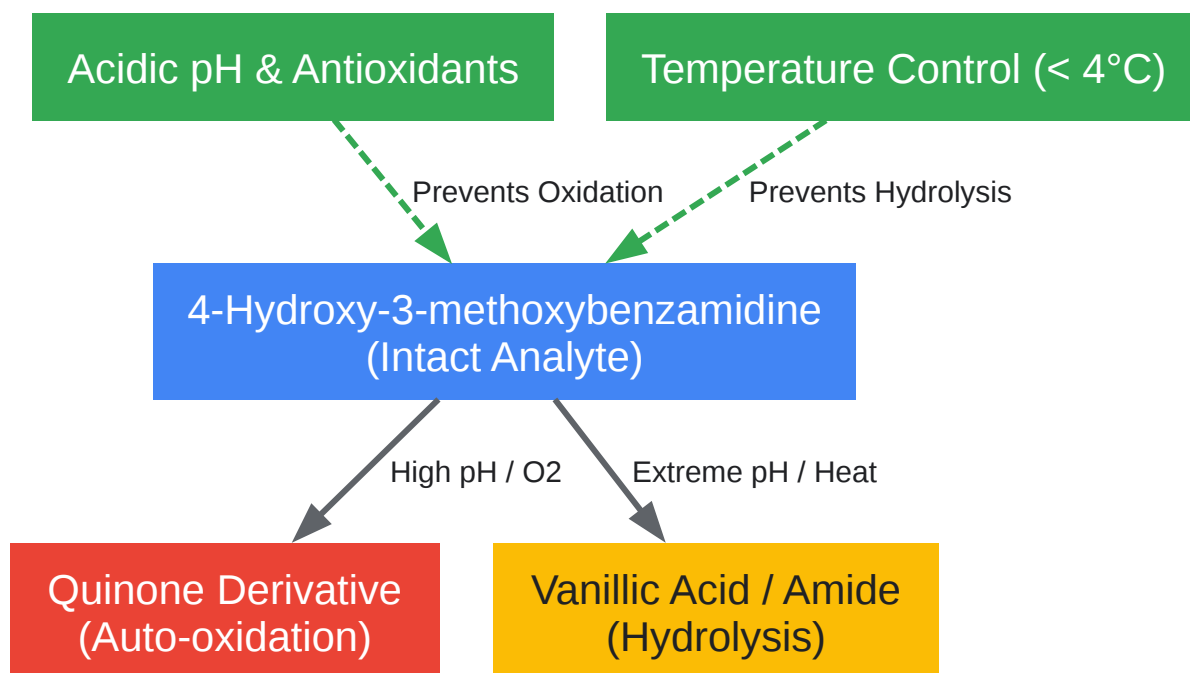 Acidic pH & Antioxidants
Temperature Control (< 4°C)
Prevents Oxidation
Prevents Hydrolysis
4-Hydroxy-3-methoxybenzamidine
(Intact Analyte)
High pH / O2
Extreme pH / Heat
Quinone Derivative
(Auto-oxidation)
Vanillic Acid / Amide
(Hydrolysis)